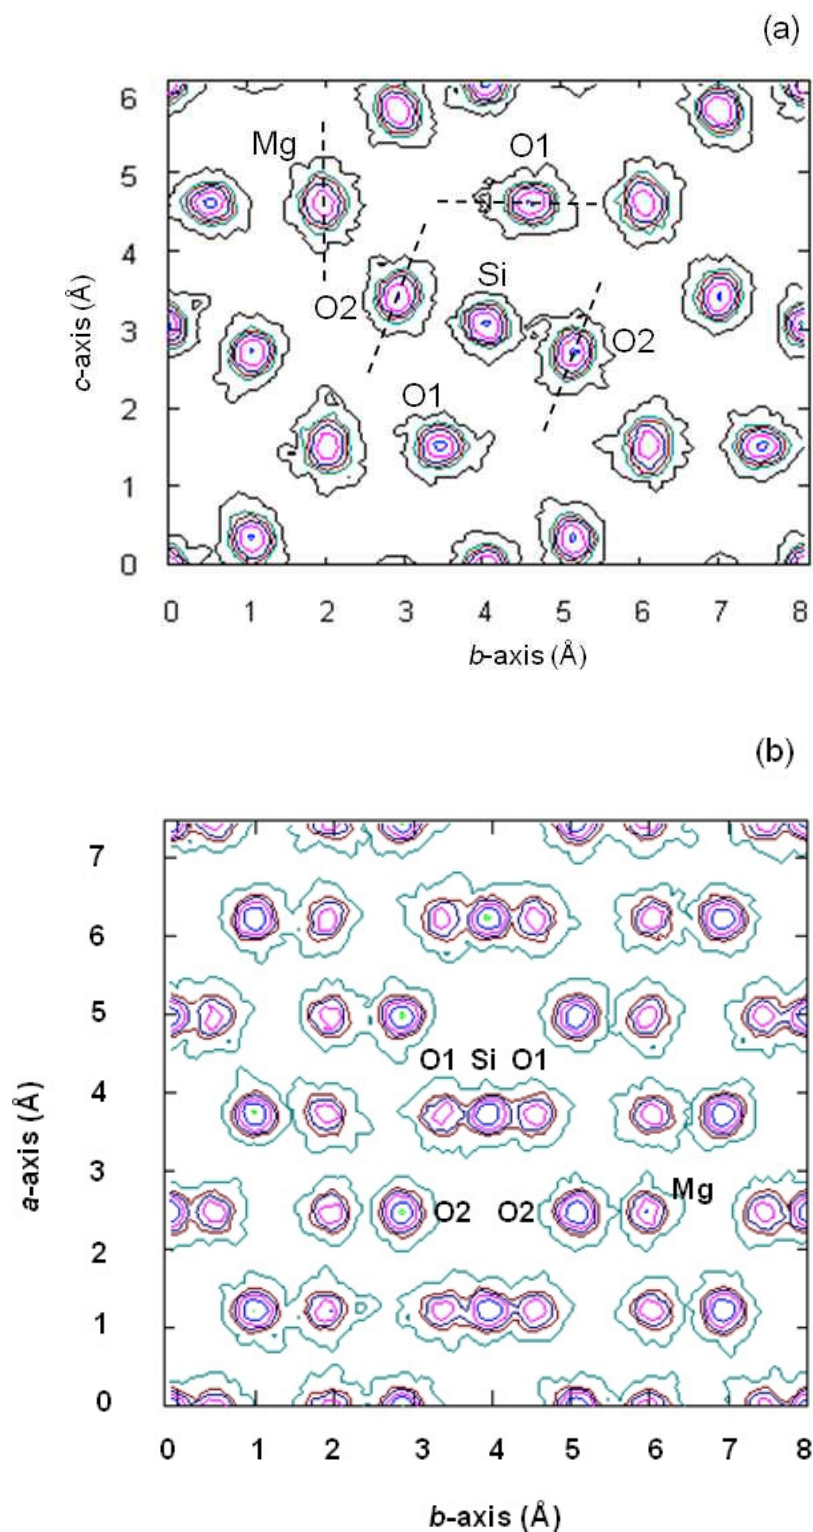 (a)
6
Mg
O1
5
4
O2
Si
c-axis (Å)
3
O2
2
O1
1
0
0 1 2 3 4 5 6 7 8
b-axis (Å)
(b)
7
6
5
O1 Si O1
4
a-axis (Å)
3
O2 O2 Mg
2
1
0
0 1 2 3 4 5 6 7 8
b-axis (Å)